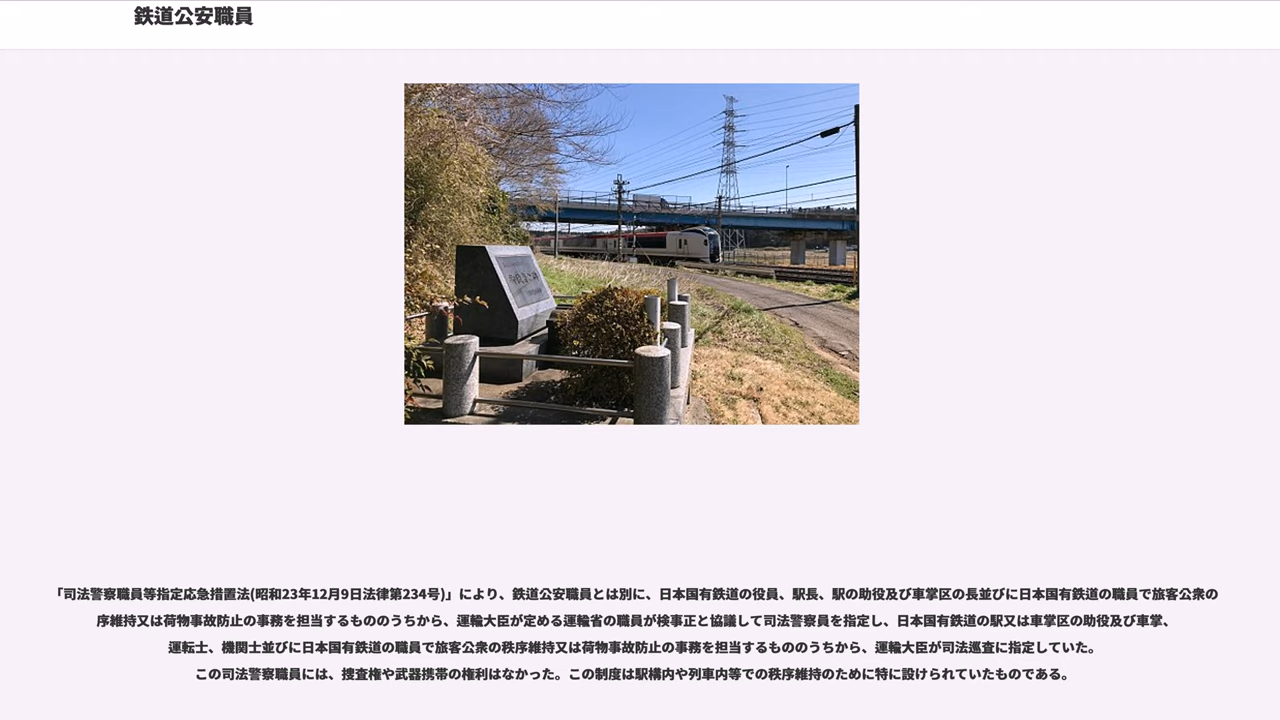 鉄道公安職員
「司法警察職員等指定応急措置法(昭和23年12月9日法律第234号)」により、鉄道公安職員とは別に、日本国有鉄道の役員、駅長、駅の助役及び車掌区の長並びに日本国有鉄道の職員で旅客公衆の
序維持又は荷物事故防止の事務を担当するもののうちから、運輸大臣が定める運輸省の職員が検事正と協議して司法警察員を指定し、日本国有鉄道の駅又は車掌区の助役及び車掌、
運転士、機関士並びに日本国有鉄道の職員で旅客公衆の秩序維持又は荷物事故防止の事務を担当するもののうちから、運輸大臣が司法巡査に指定していた。
この司法警察職員には、捜査権や武器携帯の権利はなかった。この制度は駅構内や列車内等での秩序維持のために特に設けられていたものである。